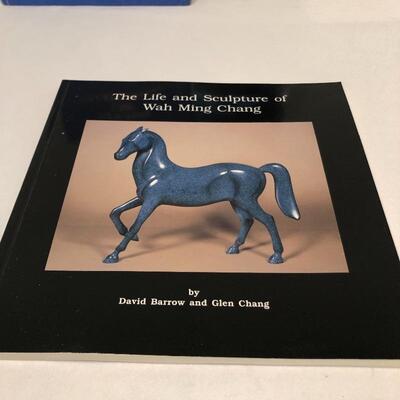 The Life and Sculpture of
Wah Ming Chang
by
David Barrow and Glen Chang